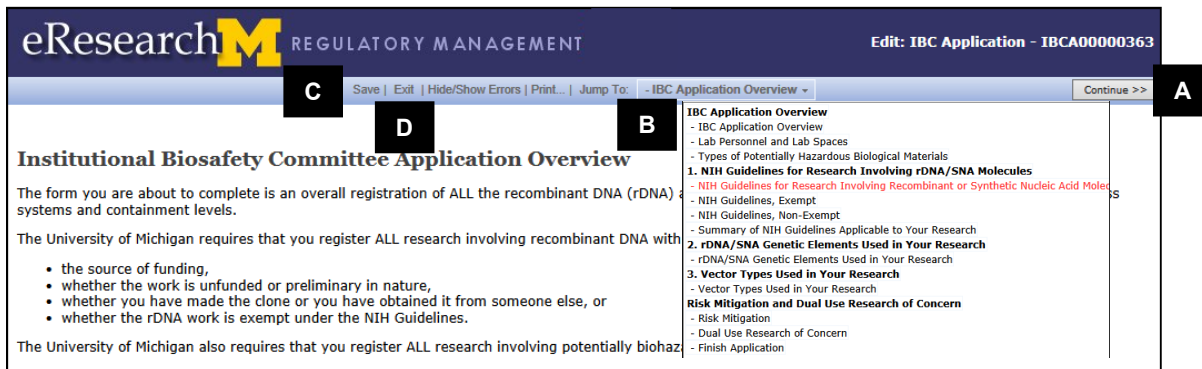 eResearch M REGULATORY MANAGEMENT Edit: IBC Application - IBCA00000363
A
C Save | Exit | Hide/Show Errors | Print... | Jump To: - IBC Application Overview Continue >>
D
B
IBC Application Overview
- IBC Application Overview
- Lab Personnel and Lab Spaces
- Types of Potentially Hazardous Biological Materials
1. NIH Guidelines for Research Involving rDNA/SNA Molecules
- NIH Guidelines for Research Involving Recombinant or Synthetic Nucleic Acid Molec
- NIH Guidelines, Exempt
- NIH Guidelines, Non-Exempt
- Summary of NIH Guidelines Applicable to Your Research
2. rDNA/SNA Genetic Elements Used in Your Research
- rDNA/SNA Genetic Elements Used in Your Research
3. Vector Types Used in Your Research
- Vector Types Used in Your Research
Risk Mitigation and Dual Use Research of Concern
- Risk Mitigation
- Dual Use Research of Concern
- Finish Application
Institutional Biosafety Committee Application Overview
The form you are about to complete is an overall registration of ALL the recombinant DNA (rDNA)
systems and containment levels.
The University of Michigan requires that you register ALL research involving recombinant DNA with
• the source of funding,
• whether the work is unfunded or preliminary in nature,
• whether you have made the clone or you have obtained it from someone else, or
• whether the rDNA work is exempt under the NIH Guidelines.
The University of Michigan also requires that you register ALL research involving potentially